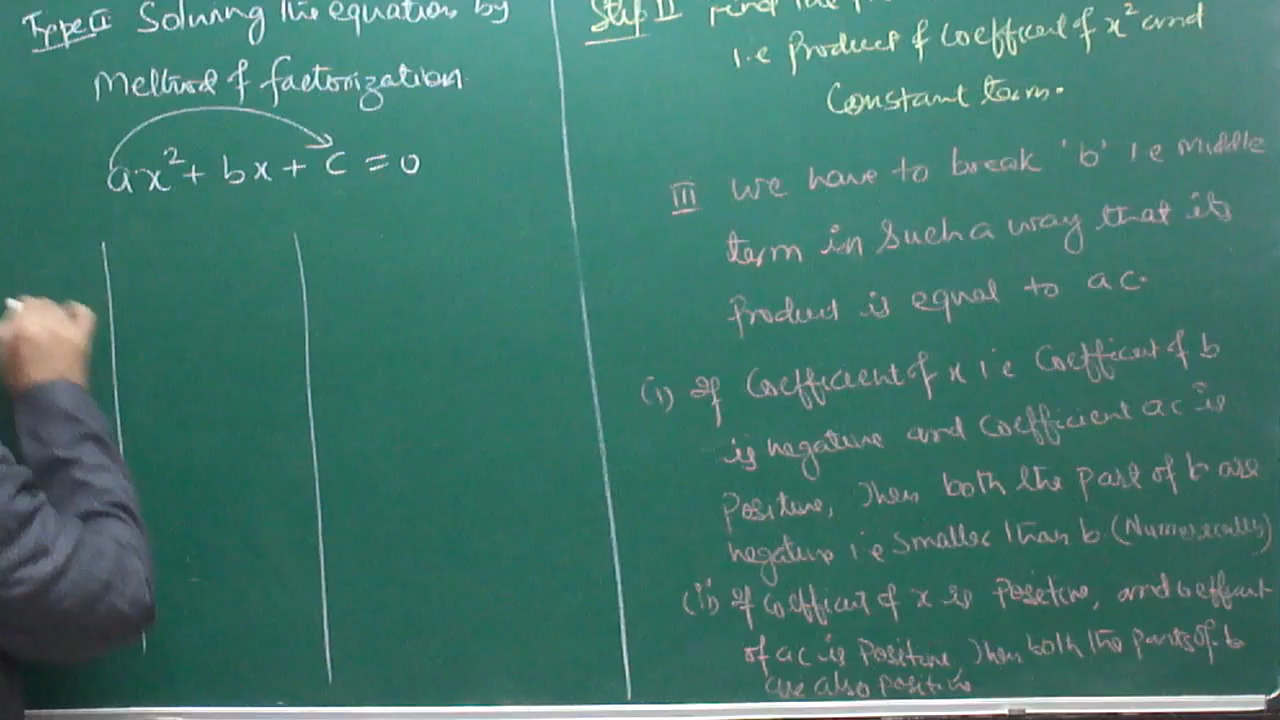 Type II Solving the equation by
Method of factorization
ax² + bx + c = 0
Step II Find the
i.e Product of Coefficient of x² and
Constant term.
III We have to break 'b' i.e Middle
term in such a way that its
Product is equal to ac.
(i) If Coefficient of x i.e Coefficient of b
is negative and Coefficient ac is
Positive, then both the part of b are
negative i.e smaller than b (Numerically)
(ii) If Coefficient of x is Positive, and Coefficient
of ac is Positive, then both the parts of b
are also positive